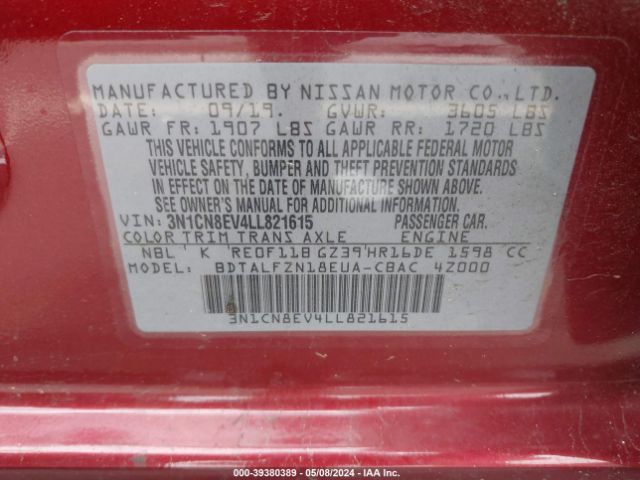 MANUFACTURED BY NISSAN MOTOR CO., LTD.
DATE: 09/19. GVWR: 3605 LBS
GAWR FR: 1907 LBS GAWR RR: 1720 LBS
THIS VEHICLE CONFORMS TO ALL APPLICABLE FEDERAL MOTOR
VEHICLE SAFETY, BUMPER AND THEFT PREVENTION STANDARDS
IN EFFECT ON THE DATE OF MANUFACTURE SHOWN ABOVE.
SEE OWNER'S MANUAL FOR ADDITIONAL INFORMATION.
VIN: 3N1CN8EV4LL821615 PASSENGER CAR.
COLOR TRIM TRANS AXLE ENGINE
NBL' K RE0F11B GZ39'HR16DE 1598 CC
MODEL: BDTALFZN18EUA-CBAC 4Z000
3N1CN8EV4LL821615
000-39380389 - 05/08/2024 - IAA Inc.